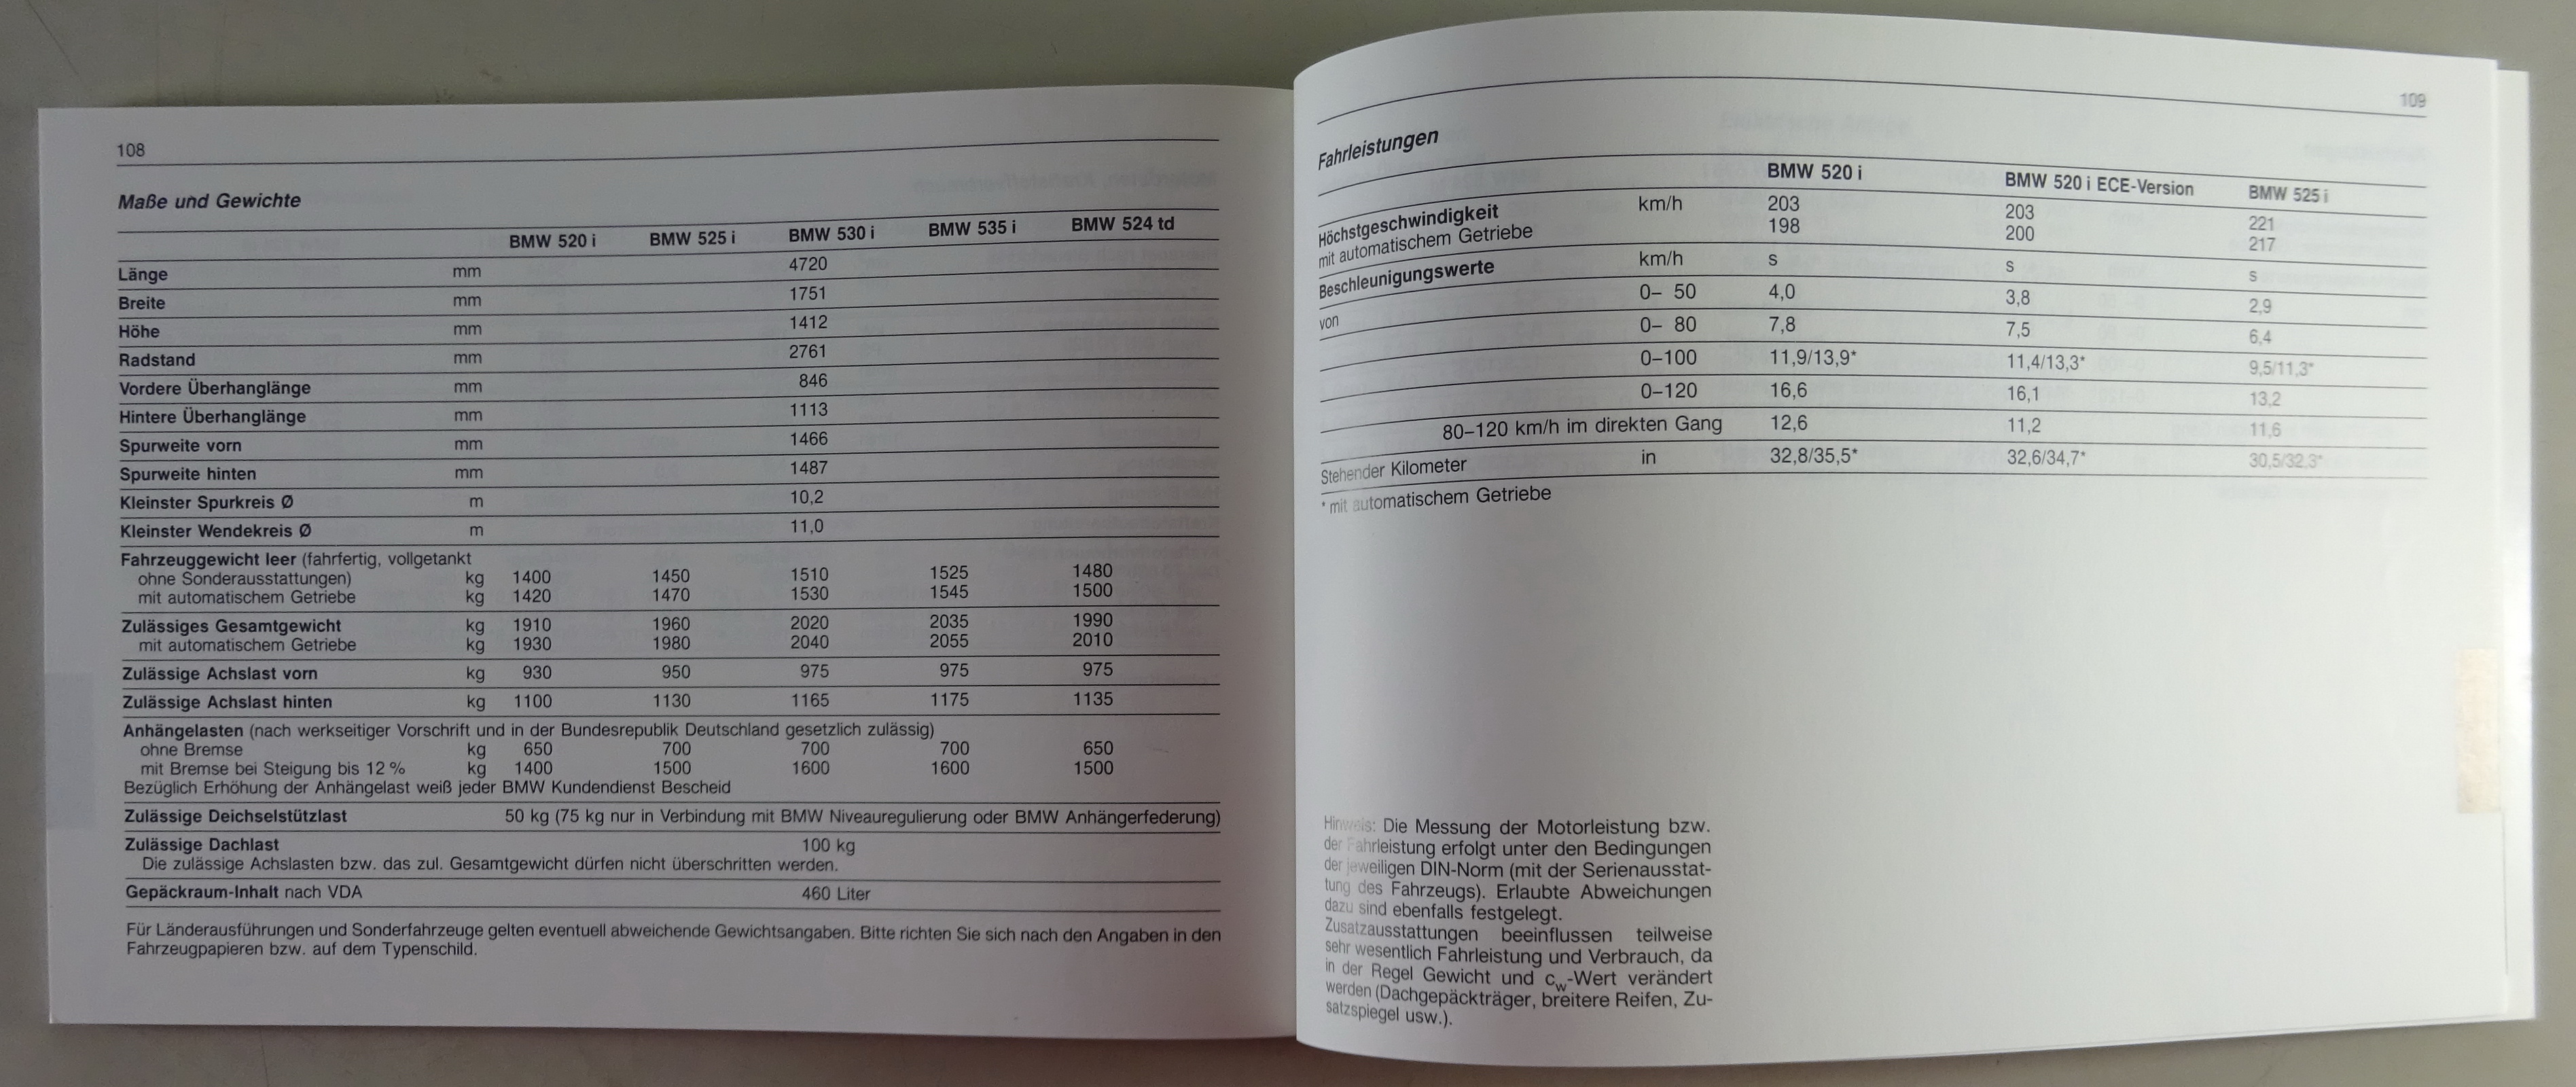 108
Maße und Gewichte
BMW 520 i BMW 525 i BMW 530 i BMW 535 i BMW 524 td
Länge mm 4720
Breite mm 1751
Höhe mm 1412
Radstand mm 2761
Vordere Überhanglänge mm 846
Hintere Überhanglänge mm 1113
Spurweite vorn mm 1466
Spurweite hinten mm 1487
Kleinster Spurkreis Ø m 10,2
Kleinster Wendekreis Ø m 11,0
Fahrzeuggewicht leer (fahrfertig, vollgetankt
ohne Sonderausstattungen) kg 1400 1450 1510 1525 1480
mit automatischem Getriebe kg 1420 1470 1530 1545 1500
Zulässiges Gesamtgewicht kg 1910 1960 2020 2035 1990
mit automatischem Getriebe kg 1930 1980 2040 2055 2010
Zulässige Achslast vorn kg 930 950 975 975 975
Zulässige Achslast hinten kg 1100 1130 1165 1175 1135
Anhängelasten (nach werkseitiger Vorschrift und in der Bundesrepublik Deutschland gesetzlich zulässig)
ohne Bremse kg 650 700 700 700 650
mit Bremse bei Steigung bis 12 % kg 1400 1500 1600 1600 1500
Bezüglich Erhöhung der Anhängelast weiß jeder BMW Kundendienst Bescheid
Zulässige Deichselstützlast 50 kg (75 kg nur in Verbindung mit BMW Niveauregulierung oder BMW Anhängerfederung)
Zulässige Dachlast 100 kg
Die zulässige Achslasten bzw. das zul. Gesamtgewicht dürfen nicht überschritten werden.
Gepäckraum-Inhalt nach VDA 460 Liter
Für Länderausführungen und Sonderfahrzeuge gelten eventuell abweichende Gewichtsangaben. Bitte richten Sie sich nach den Angaben in den
Fahrzeugpapieren bzw. auf dem Typenschild.
109
Fahrleistungen
BMW 520 i BMW 520 i ECE-Version BMW 525 i
Höchstgeschwindigkeit km/h 203 203 221
mit automatischem Getriebe 198 200 217
Beschleunigungswerte km/h s s s
von 0– 50 4,0 3,8 2,9
0– 80 7,8 7,5 6,4
0–100 11,9/13,9* 11,4/13,3* 9,5/11,3*
0–120 16,6 16,1 13,2
80–120 km/h im direkten Gang 12,6 11,2 11,6
Stehender Kilometer in 32,8/35,5* 32,6/34,7* 30,5/32,3*
* mit automatischem Getriebe
Hinweis: Die Messung der Motorleistung bzw.
der Fahrleistung erfolgt unter den Bedingungen
der jeweiligen DIN-Norm (mit der Serienausstat-
tung des Fahrzeugs). Erlaubte Abweichungen
dazu sind ebenfalls festgelegt.
Zusatzausstattungen beeinflussen teilweise
sehr wesentlich Fahrleistung und Verbrauch, da
in der Regel Gewicht und cw-Wert verändert
werden (Dachgepäckträger, breitere Reifen, Zu-
satzspiegel usw.).